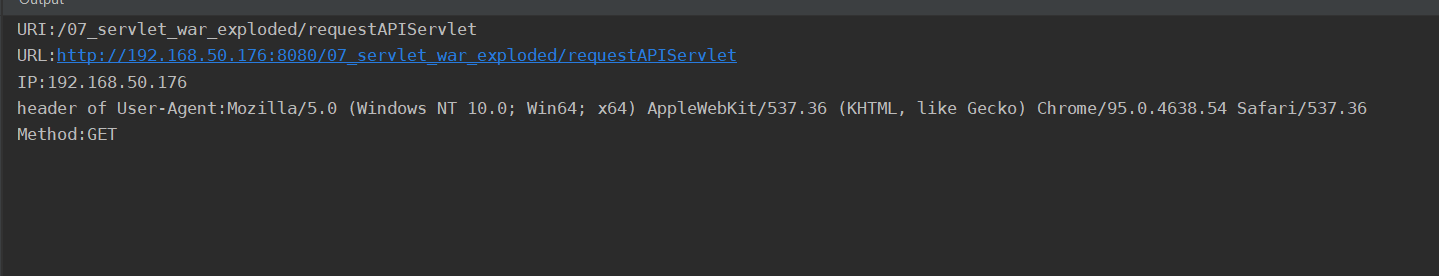 Output
URI:/07_servlet_war_exploded/requestAPIServlet
URL:http://192.168.50.176:8080/07_servlet_war_exploded/requestAPIServlet
IP:192.168.50.176
header of User-Agent:Mozilla/5.0 (Windows NT 10.0; Win64; x64) AppleWebKit/537.36 (KHTML, like Gecko) Chrome/95.0.4638.54 Safari/537.36
Method:GET